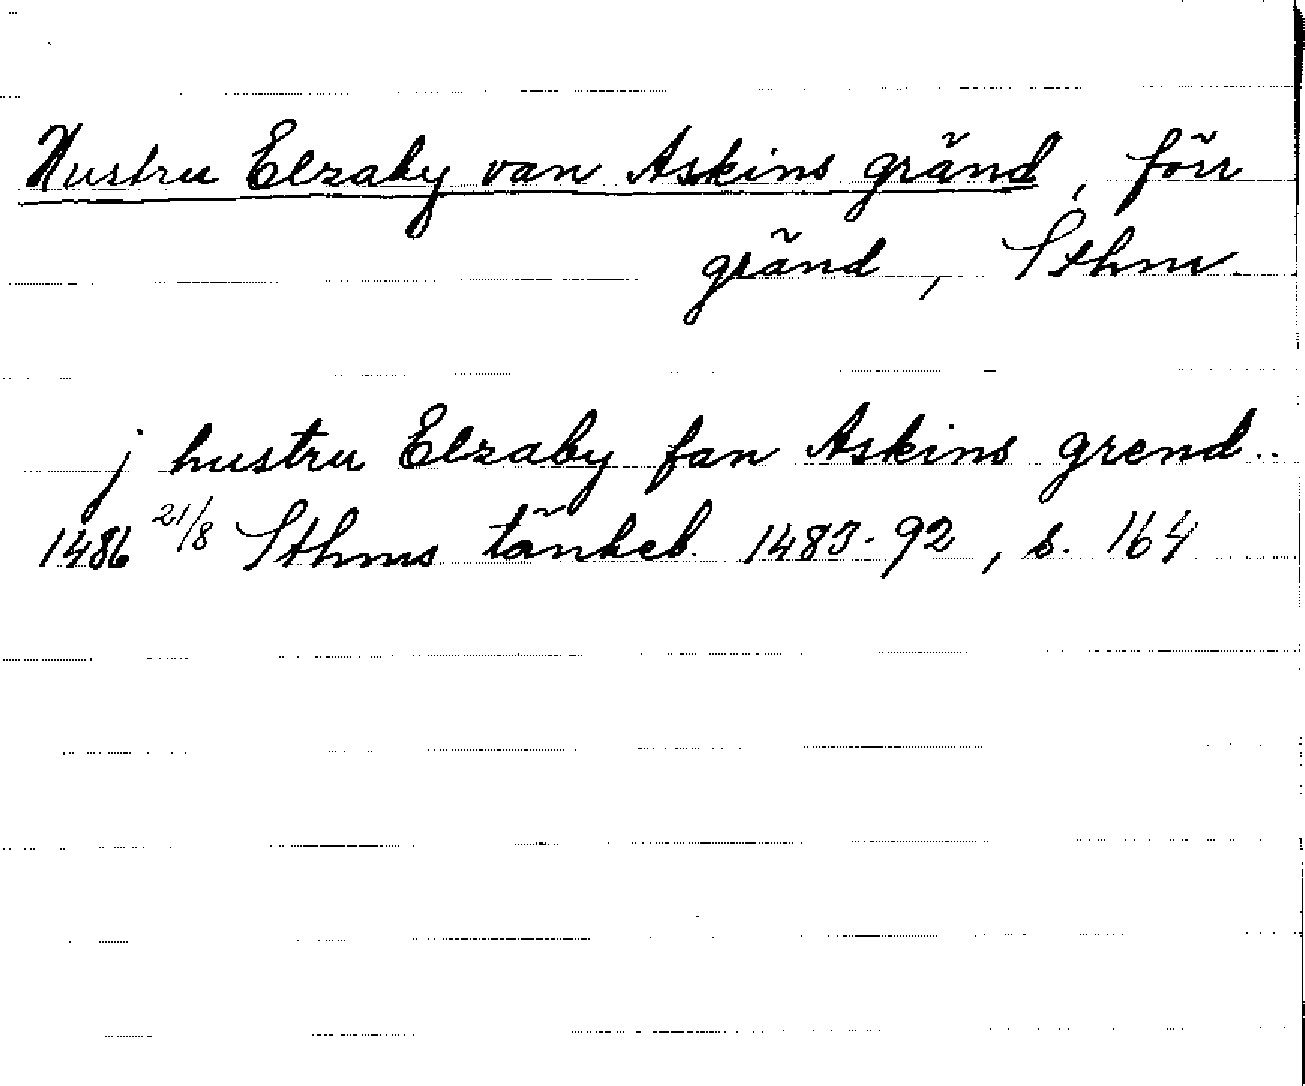 Hustru Elzaby van Askins gränd, förr
gränd, Sthm
j hustru Elzaby fan Askins grend..
1486 21/8 Sthms tänkeb. 1483-92, s. 164